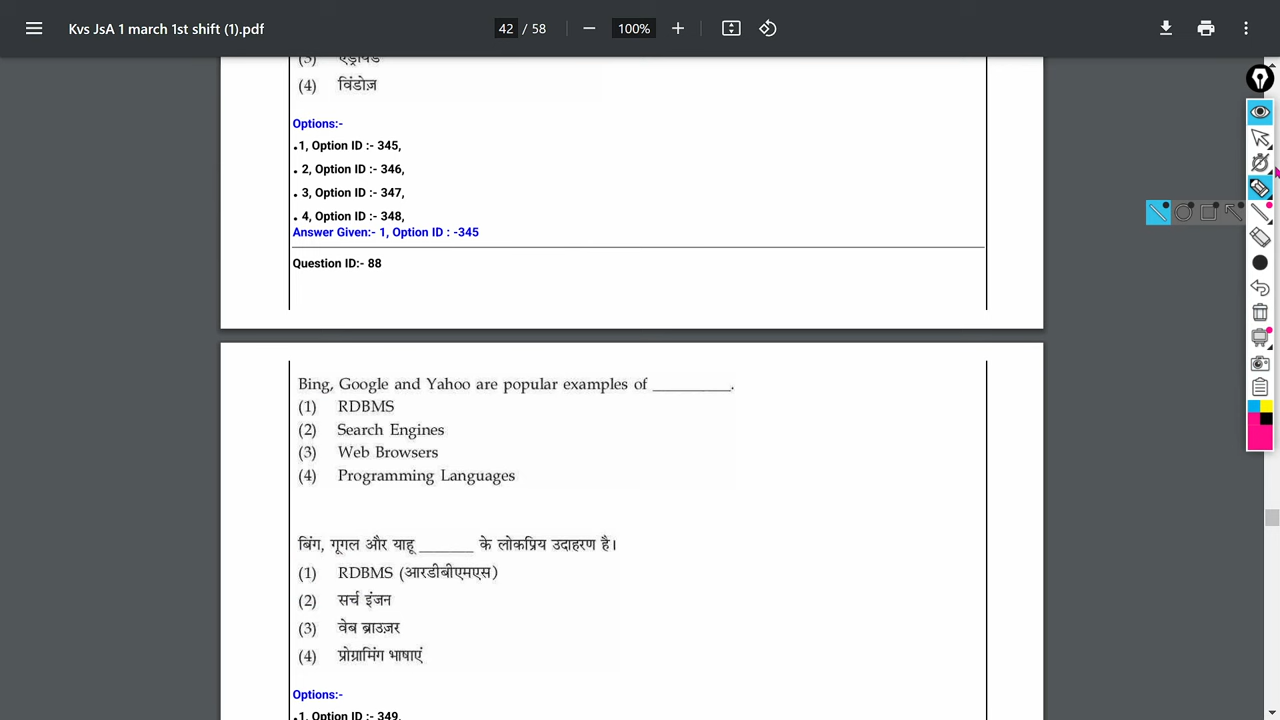 Kvs JsA 1 march 1st shift (1).pdf
42 / 58
100%
(3) एंड्रॉयड
(4) विंडोज़
Options:-
.1, Option ID :- 345,
. 2, Option ID :- 346,
. 3, Option ID :- 347,
. 4, Option ID :- 348,
Answer Given:- 1, Option ID : -345
Question ID:- 88
Bing, Google and Yahoo are popular examples of __________.
(1) RDBMS
(2) Search Engines
(3) Web Browsers
(4) Programming Languages
बिंग, गूगल और याहू _______ के लोकप्रिय उदाहरण है।
(1) RDBMS (आरडीबीएमएस)
(2) सर्च इंजन
(3) वेब ब्राउज़र
(4) प्रोग्रामिंग भाषाएं
Options:-
.1, Option ID :- 349,